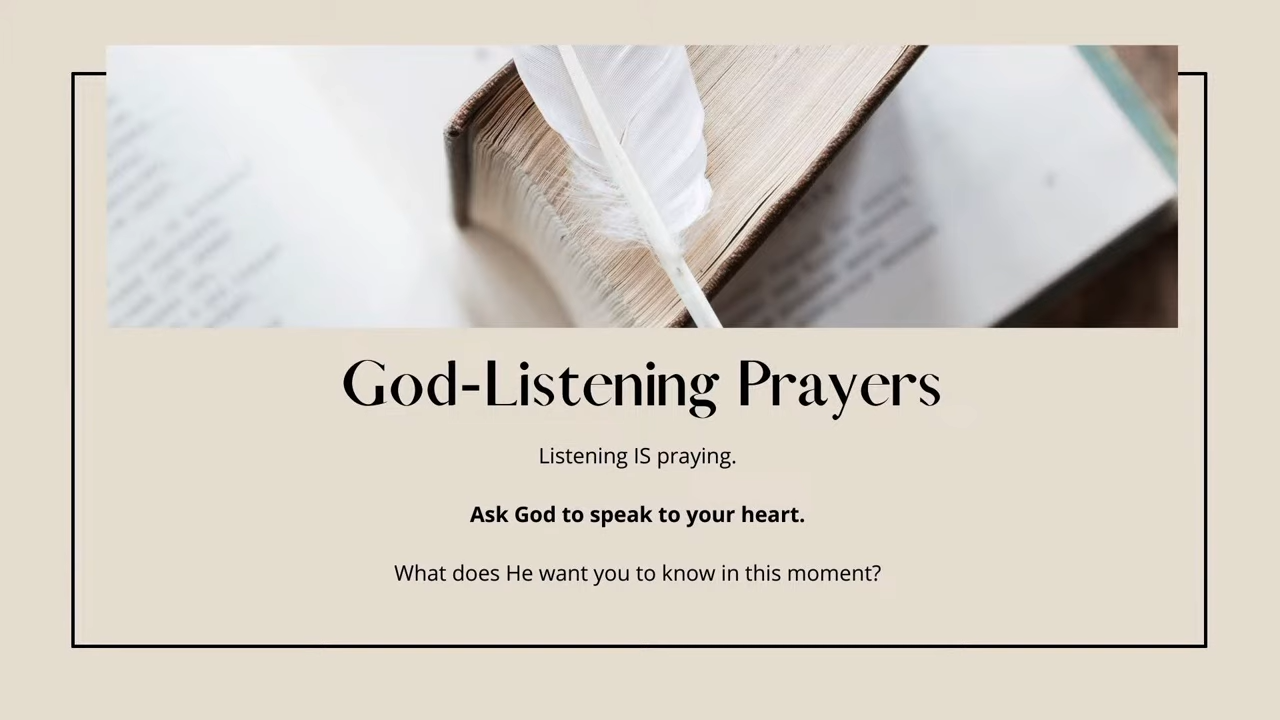 God-Listening Prayers
Listening IS praying.
Ask God to speak to your heart.
What does He want you to know in this moment?